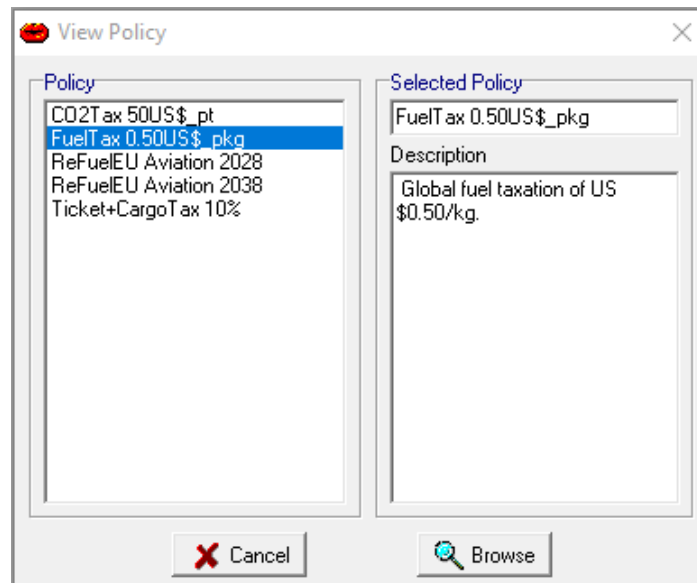 View Policy
Policy
CO2Tax 50US$_pt
FuelTax 0.50US$_pkg
ReFuelEU Aviation 2028
ReFuelEU Aviation 2038
Ticket+CargoTax 10%
Selected Policy
FuelTax 0.50US$_pkg
Description
Global fuel taxation of US
$0.50/kg.
Cancel
Browse